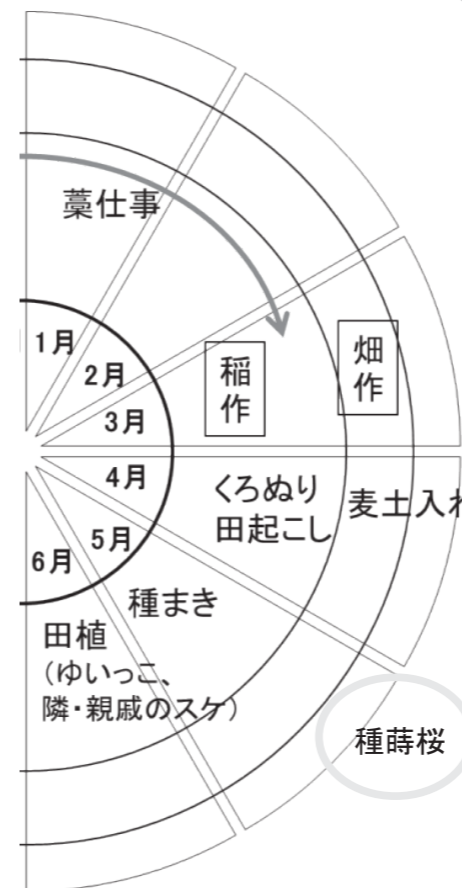 藁仕事
1月
2月
3月
4月
5月
6月
稲作
畑作
くろぬり
田起こし
麦土入れ
種まき
田植
(ゆいっこ、
隣・親戚のスケ)
種蒔桜